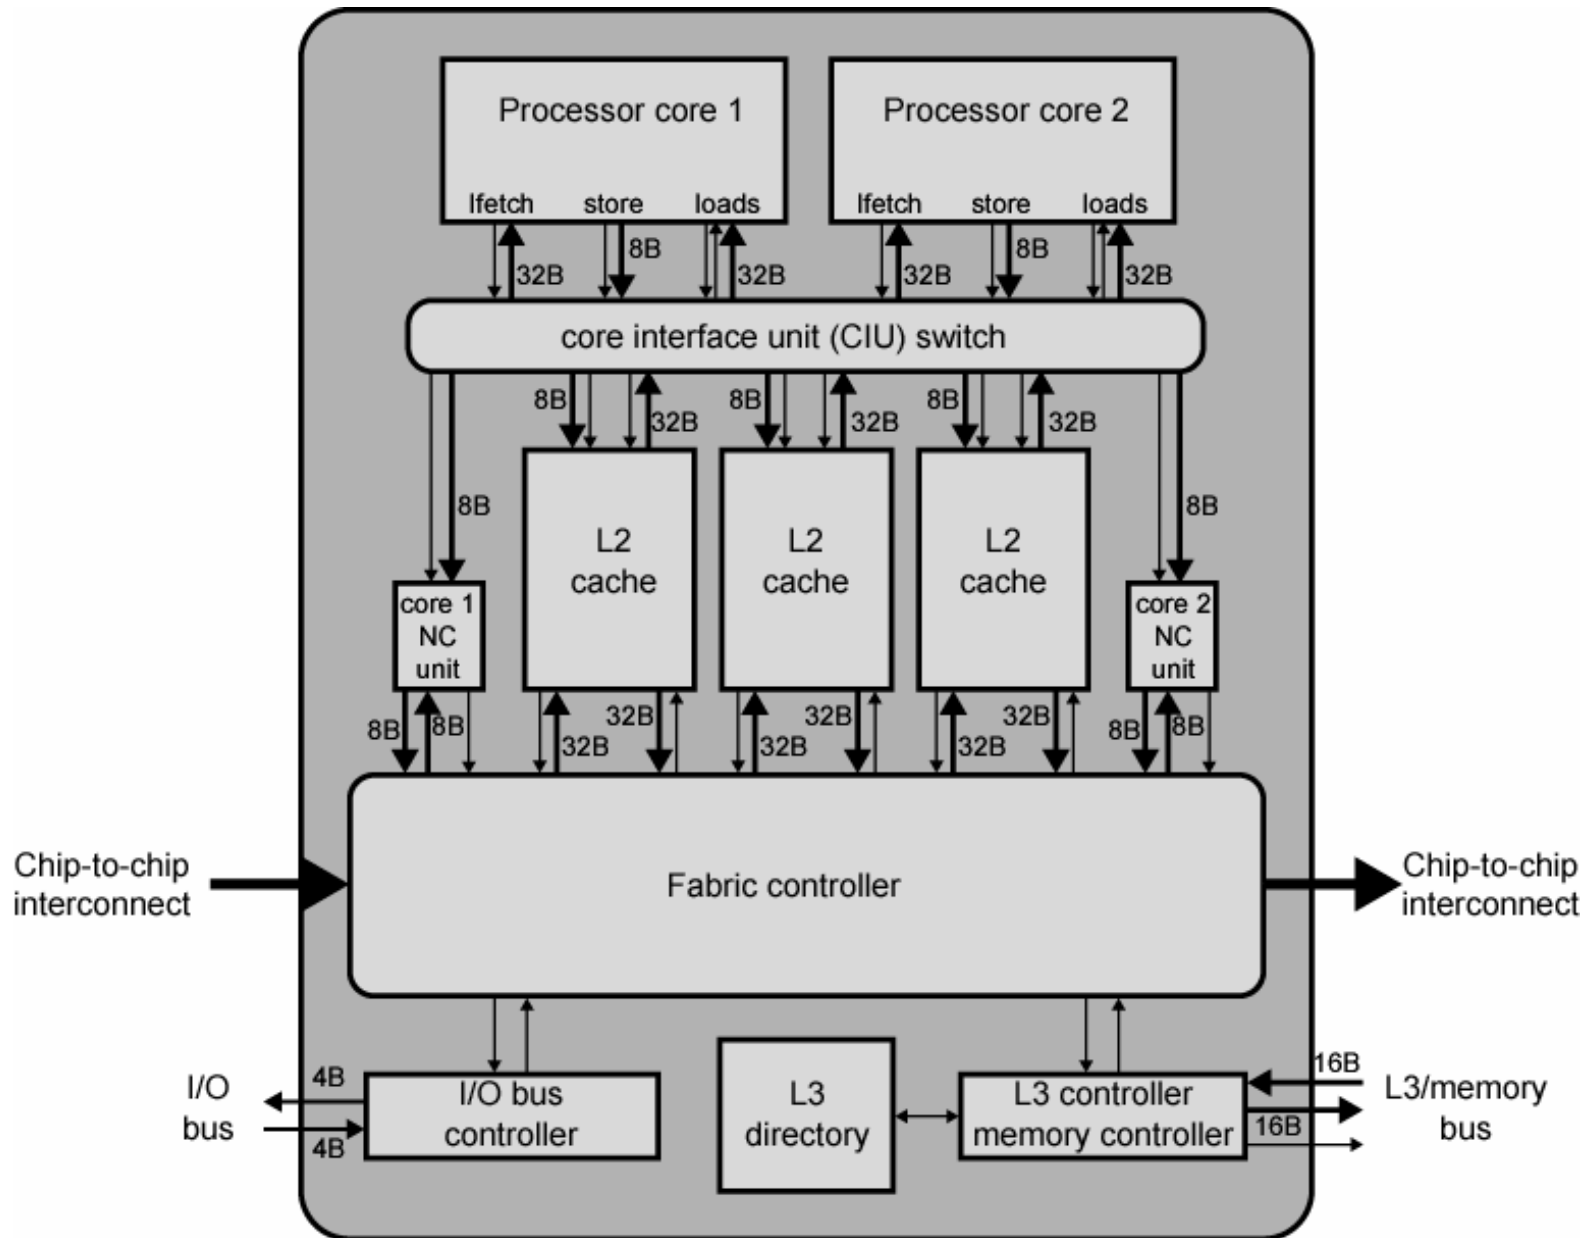 Processor core 1
Processor core 2
Ifetch store loads
Ifetch store loads
8B
8B
32B
32B
32B
32B
core interface unit (CIU) switch
8B
8B
8B
32B
32B
32B
8B
8B
L2
cache
L2
cache
L2
cache
core 1
NC
unit
core 2
NC
unit
8B
8B
32B
32B
32B
32B
32B
32B
8B
8B
Chip-to-chip
interconnect
Fabric controller
Chip-to-chip
interconnect
I/O
bus
4B
4B
I/O bus
controller
L3
directory
L3 controller
memory controller
16B
16B
L3/memory
bus